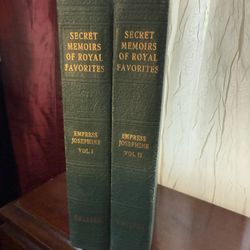 SECRET
MEMOIRS
OF ROYAL
FAVORITES
EMPRESS
JOSEPHINE
VOL. I
SECRET
MEMOIRS
OF ROYAL
FAVORITES
EMPRESS
JOSEPHINE
VOL. II